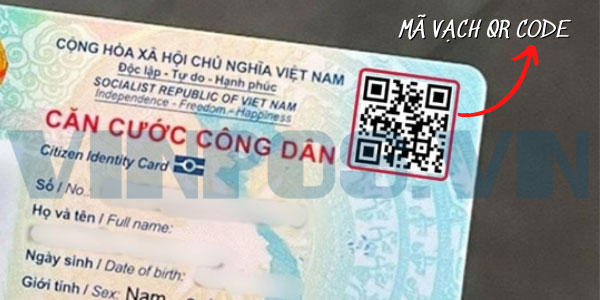 MÃ VẠCH QR CODE
CỘNG HÒA XÃ HỘI CHỦ NGHĨA VIỆT NAM
Độc lập - Tự do - Hạnh phúc
SOCIALIST REPUBLIC OF VIET NAM
Independence - Freedom - Happiness
CĂN CƯỚC CÔNG DÂN
Citizen Identity Card
VINPOS.VN
Số / No.
Họ và tên / Full name:
Ngày sinh / Date of birth:
Giới tính / Sex: Nam